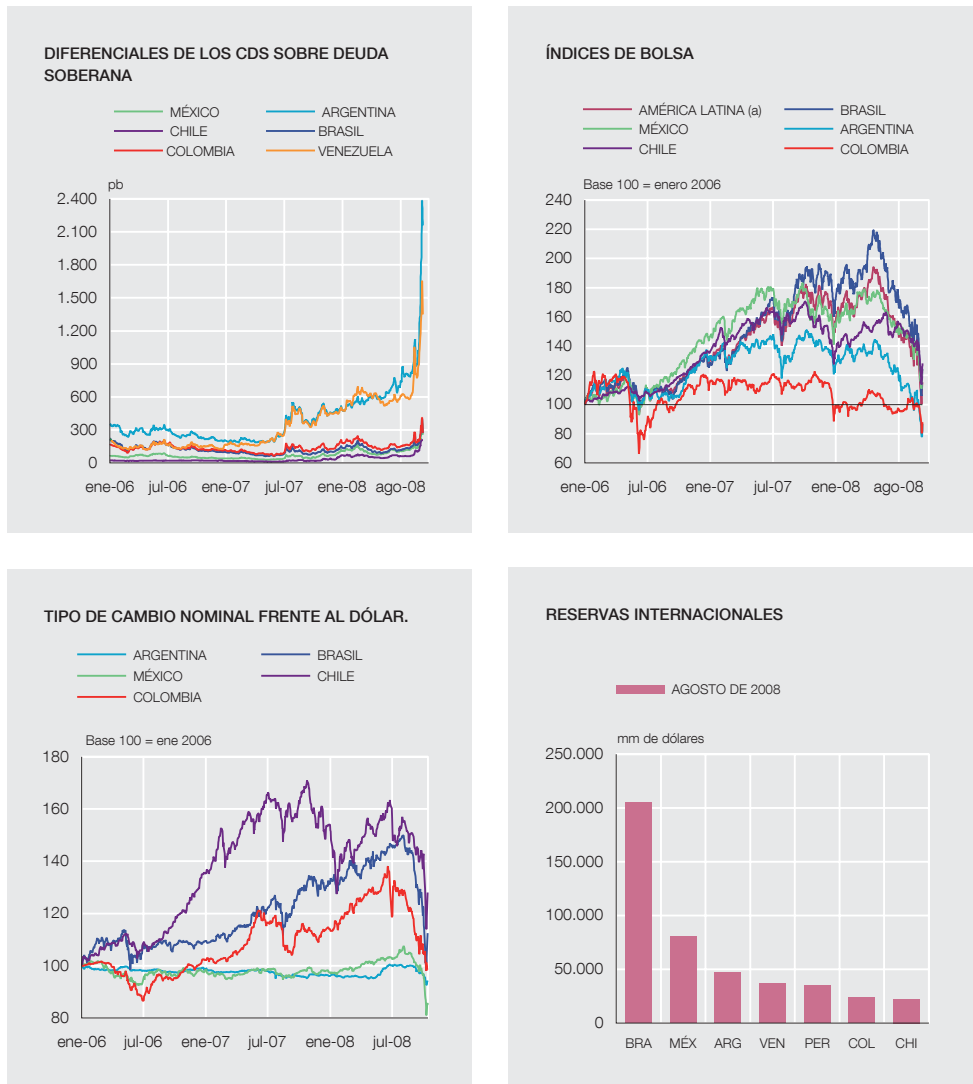 DIFERENCIALES DE LOS CDS SOBRE DEUDA
SOBERANA
MÉXICO
ARGENTINA
CHILE
BRASIL
COLOMBIA
VENEZUELA
pb
2.400
2.100
1.800
1.500
1.200
900
600
300
0
ene-06 jul-06 ene-07 jul-07 ene-08 ago-08
ÍNDICES DE BOLSA
AMÉRICA LATINA (a)
BRASIL
MÉXICO
ARGENTINA
CHILE
COLOMBIA
Base 100 = enero 2006
240
220
200
180
160
140
120
100
80
60
ene-06 jul-06 ene-07 jul-07 ene-08 ago-08
TIPO DE CAMBIO NOMINAL FRENTE AL DÓLAR.
ARGENTINA
BRASIL
MÉXICO
CHILE
COLOMBIA
Base 100 = ene 2006
180
160
140
120
100
80
ene-06 jul-06 ene-07 jul-07 ene-08 jul-08
RESERVAS INTERNACIONALES
AGOSTO DE 2008
mm de dólares
250.000
200.000
150.000
100.000
50.000
0
BRA MÉX ARG VEN PER COL CHI